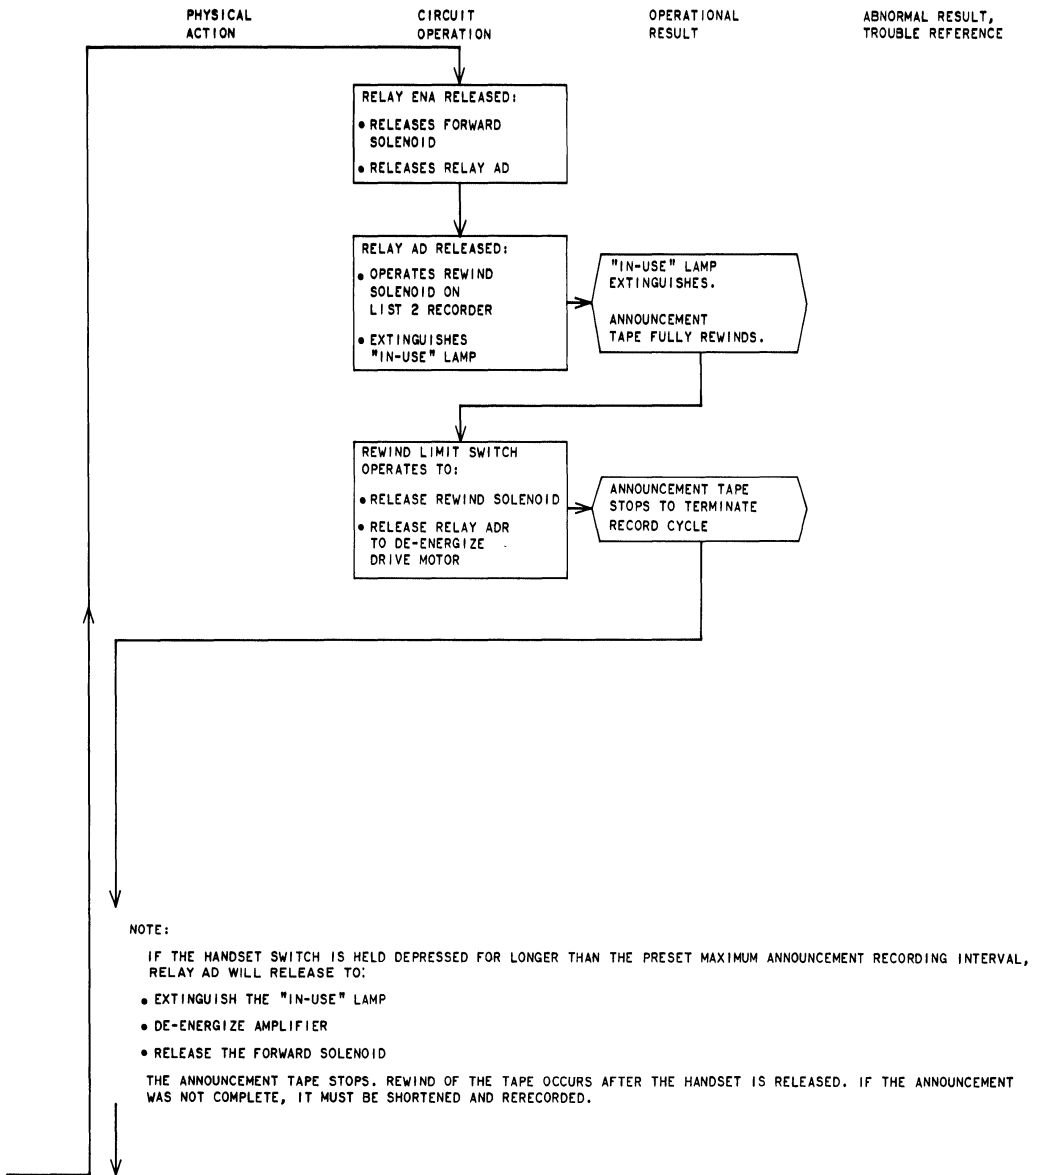 PHYSICAL ACTION
CIRCUIT OPERATION
OPERATIONAL RESULT
ABNORMAL RESULT, TROUBLE REFERENCE
RELAY ENA RELEASED:
• RELEASES FORWARD
SOLENOID
• RELEASES RELAY AD
RELAY AD RELEASED:
• OPERATES REWIND
SOLENOID ON
LIST 2 RECORDER
• EXTINGUISHES
"IN-USE" LAMP
"IN-USE" LAMP
EXTINGUISHES.
ANNOUNCEMENT
TAPE FULLY REWINDS.
REWIND LIMIT SWITCH
OPERATES TO:
• RELEASE REWIND SOLENOID
• RELEASE RELAY ADR
TO DE-ENERGIZE
DRIVE MOTOR
ANNOUNCEMENT TAPE
STOPS TO TERMINATE
RECORD CYCLE
NOTE:
IF THE HANDSET SWITCH IS HELD DEPRESSED FOR LONGER THAN THE PRESET MAXIMUM ANNOUNCEMENT RECORDING INTERVAL,
RELAY AD WILL RELEASE TO:
• EXTINGUISH THE "IN-USE" LAMP
• DE-ENERGIZE AMPLIFIER
• RELEASE THE FORWARD SOLENOID
THE ANNOUNCEMENT TAPE STOPS. REWIND OF THE TAPE OCCURS AFTER THE HANDSET IS RELEASED. IF THE ANNOUNCEMENT
WAS NOT COMPLETE, IT MUST BE SHORTENED AND RERECORDED.